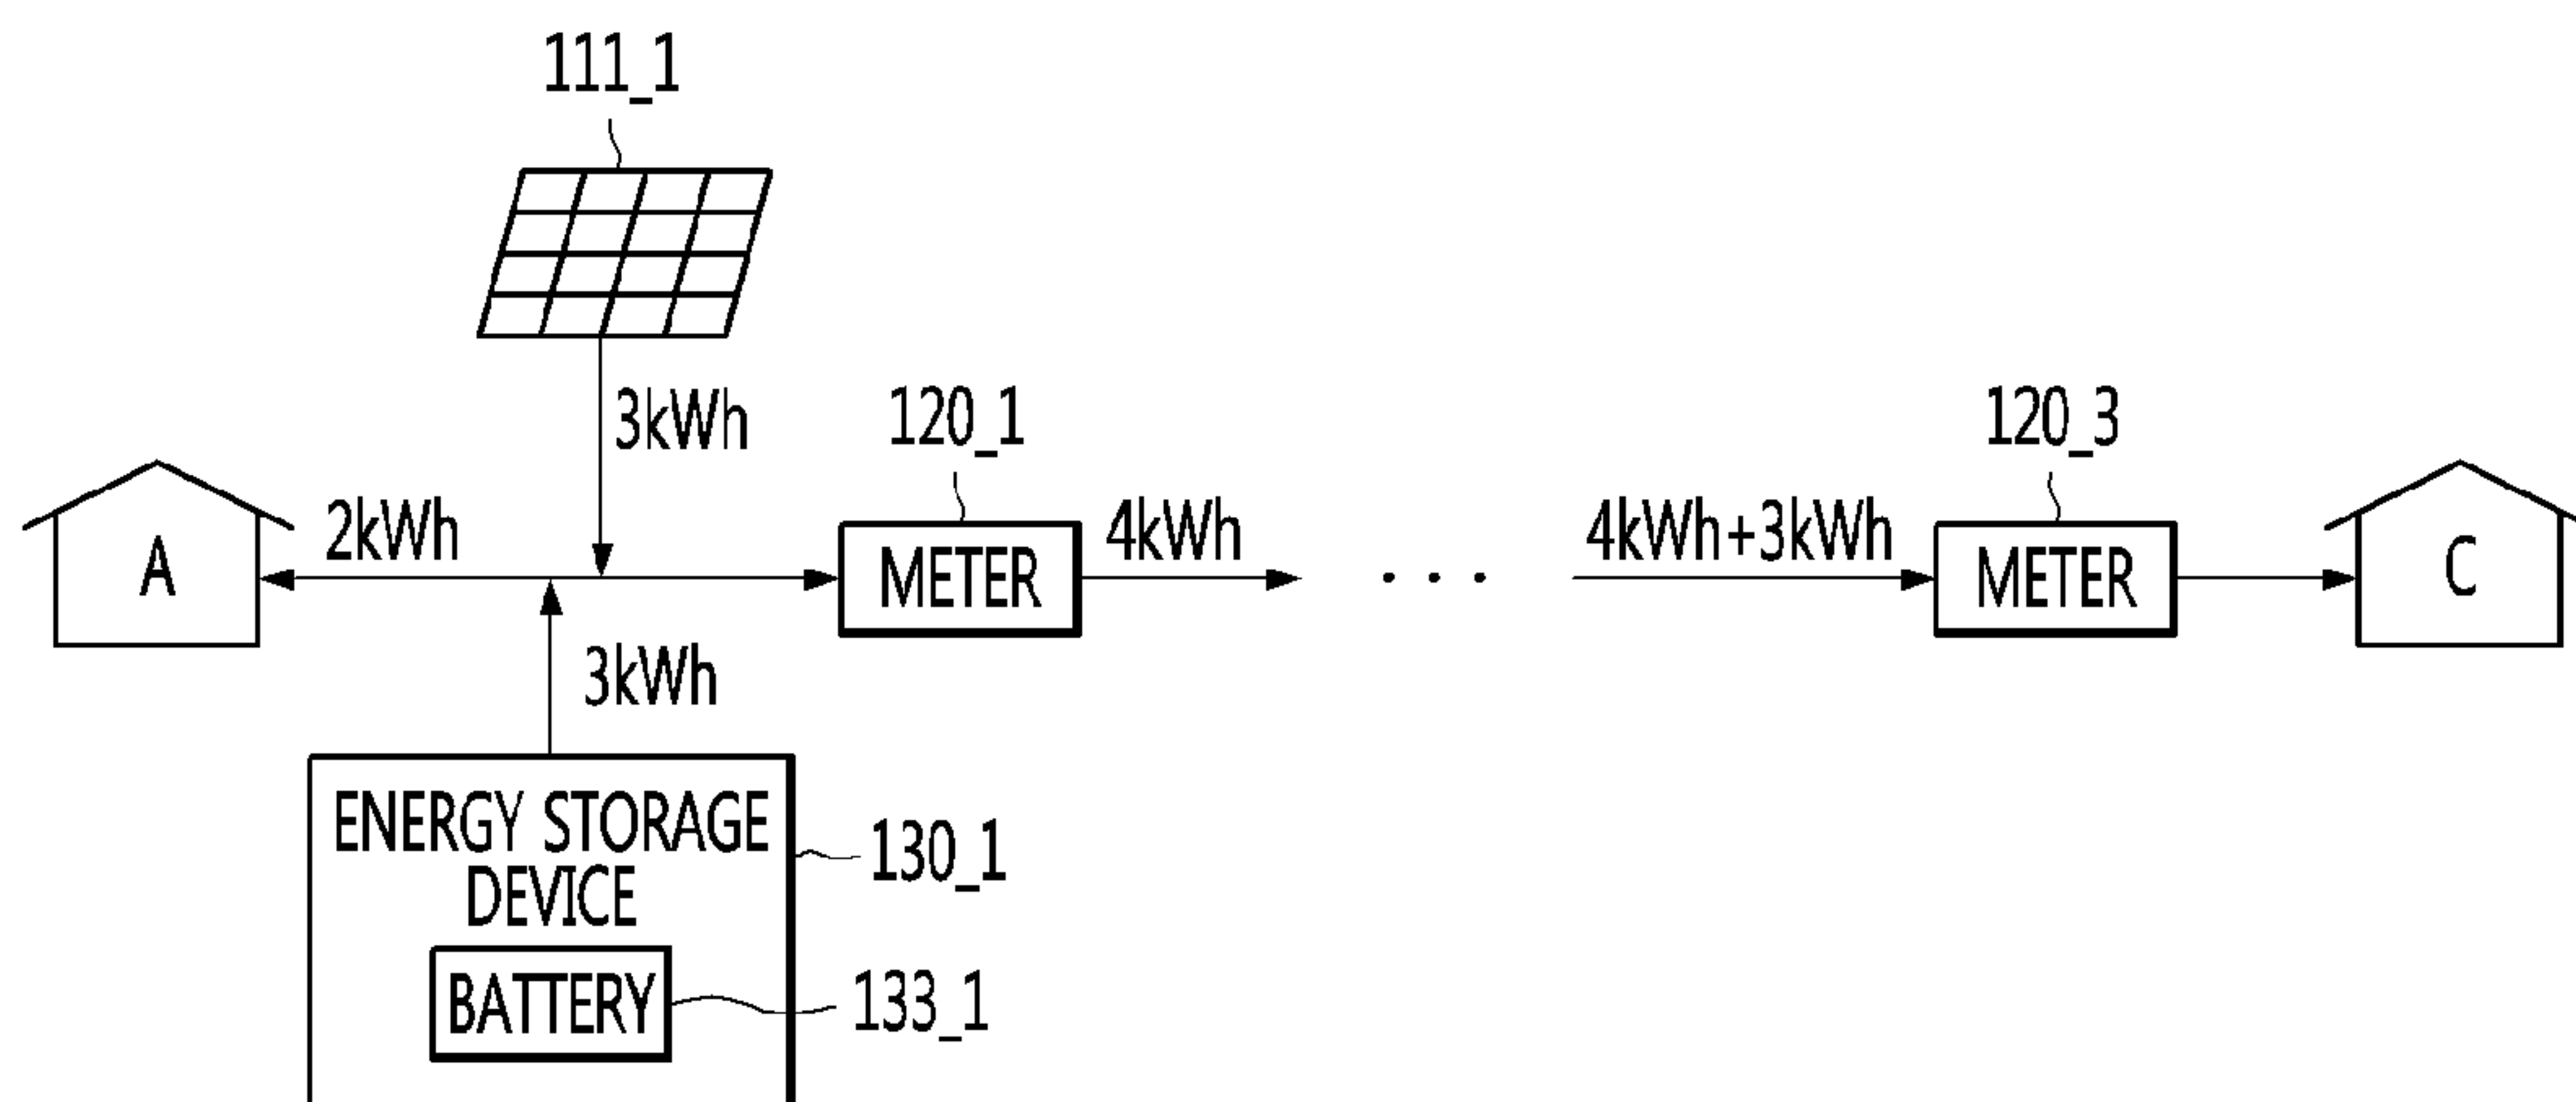 111_1
3kWh
120_1
120_3
A
2kWh
METER
4kWh
4kWh+3kWh
METER
C
3kWh
ENERGY STORAGE
DEVICE
130_1
BATTERY
133_1